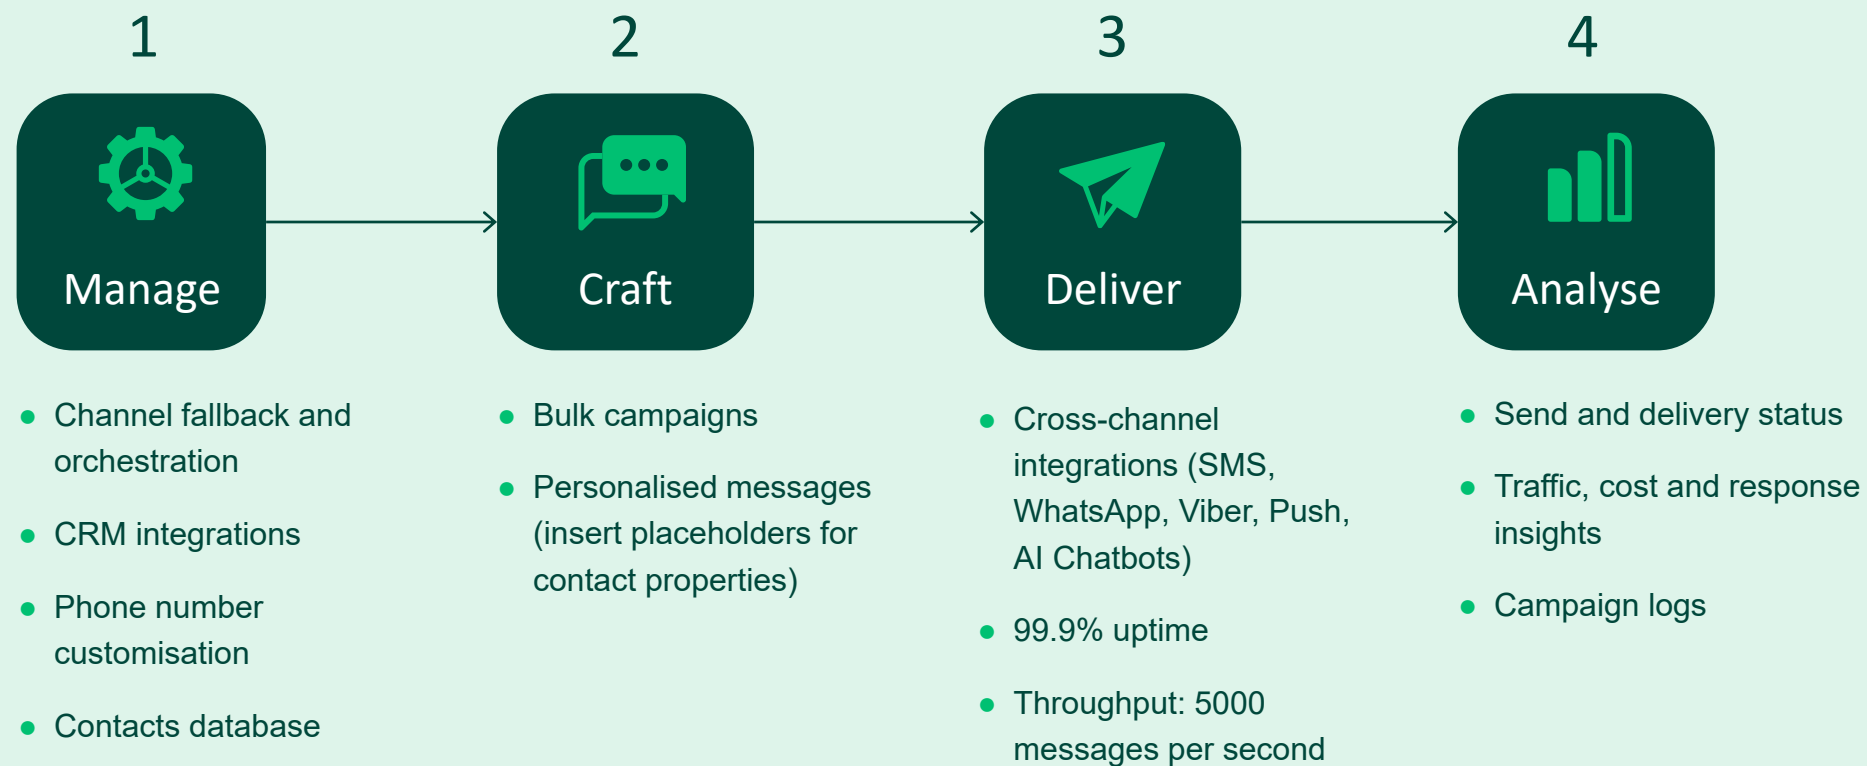 1
Manage
Channel fallback and
orchestration
CRM integrations
Phone number
customisation
Contacts database
2
Craft
Bulk campaigns
Personalised messages
(insert placeholders for
contact properties)
3
Deliver
Cross-channel
integrations (SMS,
WhatsApp, Viber, Push,
AI Chatbots)
99.9% uptime
Throughput: 5000
messages per second
4
Analyse
Send and delivery status
Traffic, cost and response
insights
Campaign logs